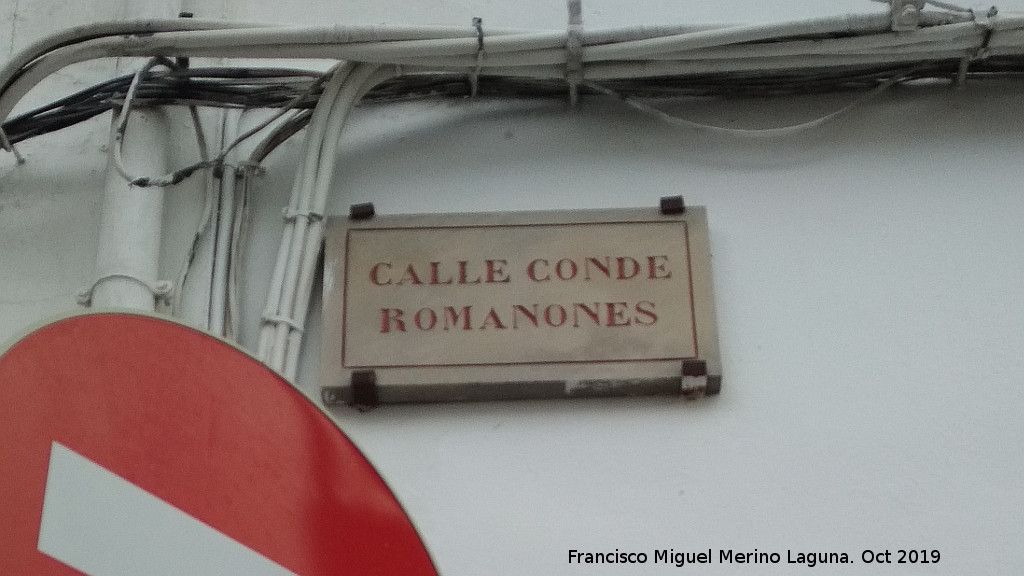 CALLE CONDE
ROMANONES
Francisco Miguel Merino Laguna. Oct 2019